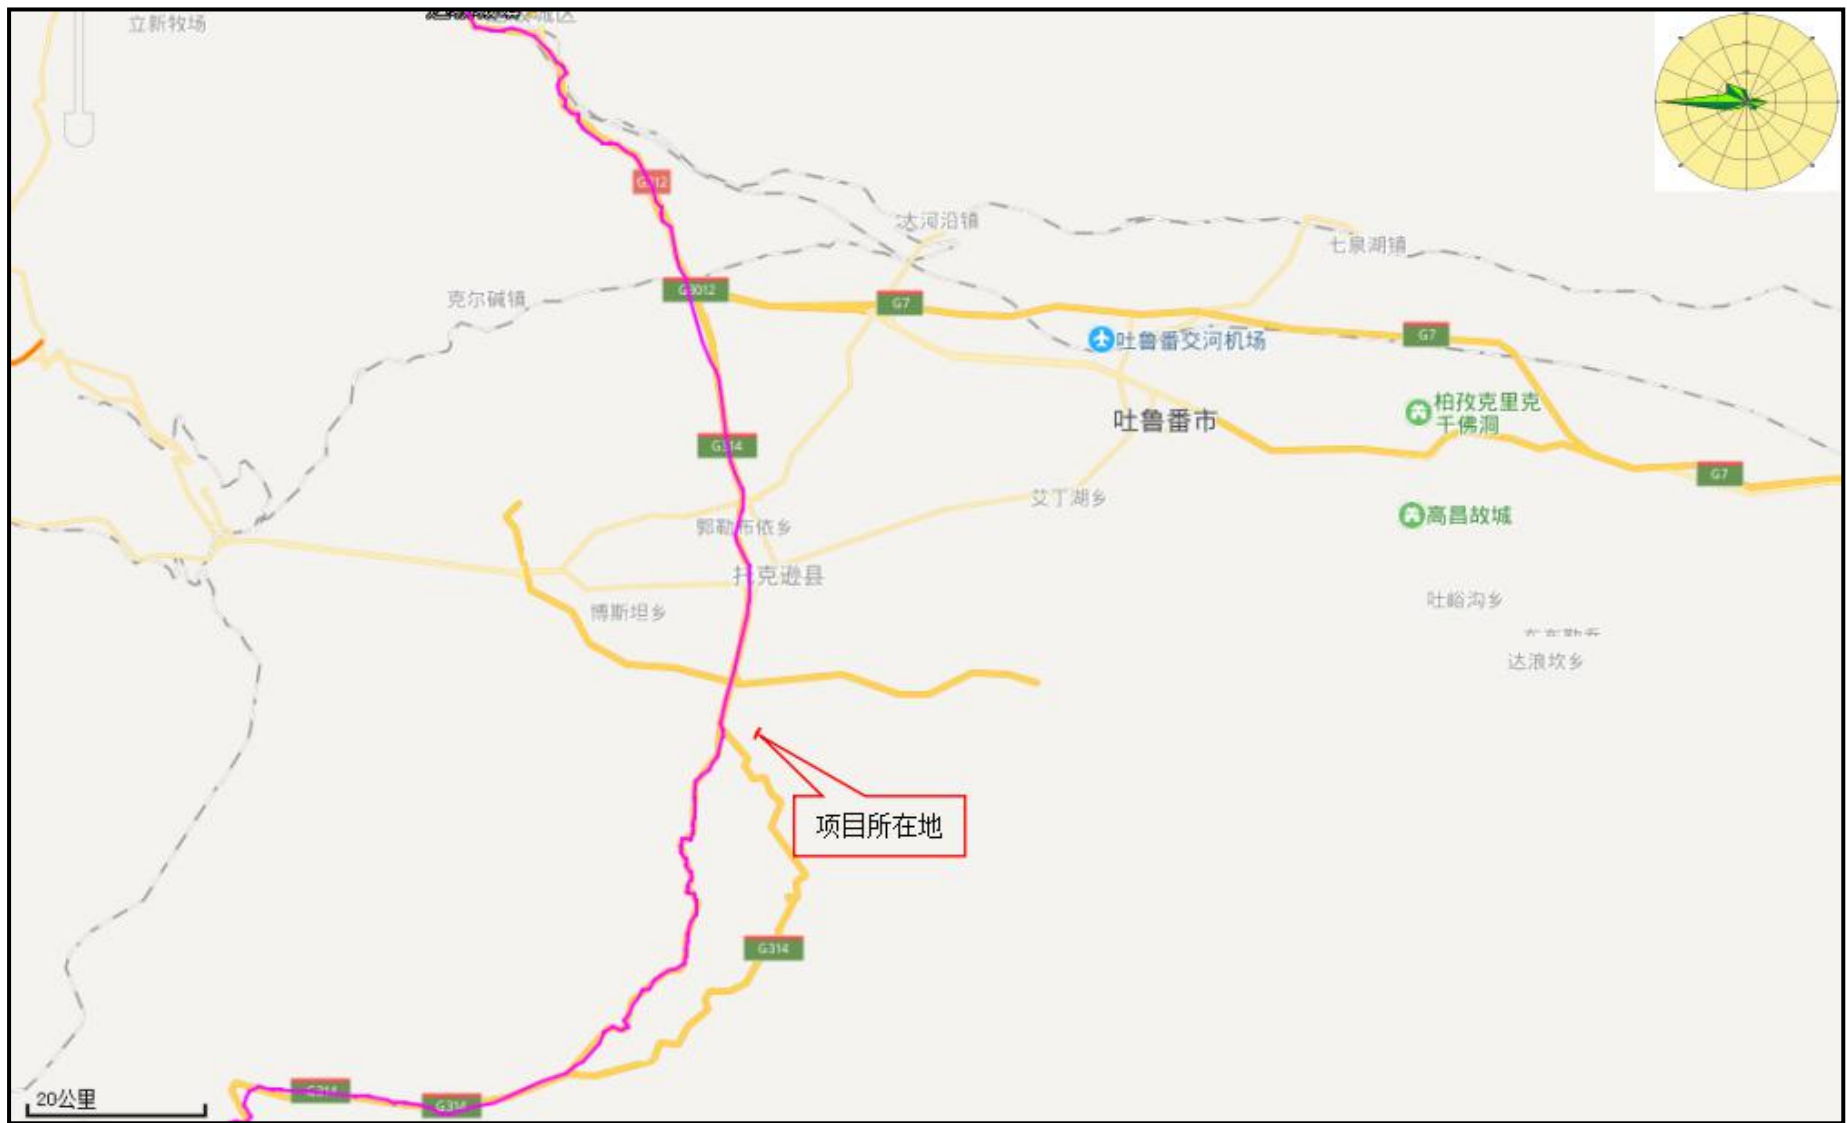 立新牧场
大河沿镇
七泉湖镇
克尔碱镇
G3012
G7
G7
吐鲁番交河机场
柏孜克里克
千佛洞
吐鲁番市
G314
G7
艾丁湖乡
高昌故城
郭勒布依乡
托克逊县
博斯坦乡
吐峪沟乡
达浪坎乡
项目所在地
G314
G314
G314
20公里